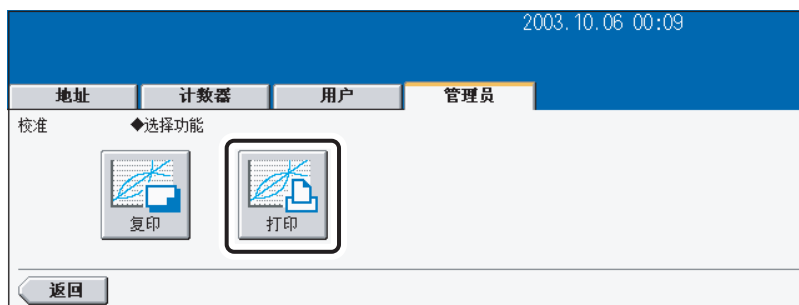 2003.10.06 00:09
地址 计数器 用户 管理员
校准 ◆选择功能
复印 打印
返回